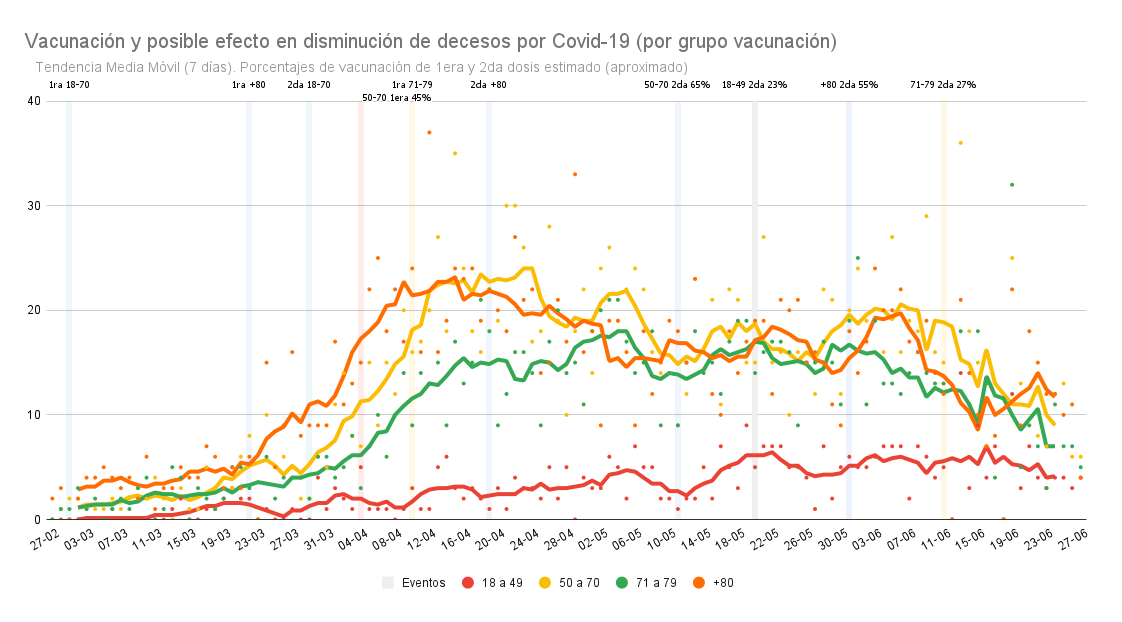 Vacunación y posible efecto en disminución de decesos por Covid-19 (por grupo vacunación)
Tendencia Media Móvil (7 días). Porcentajes de vacunación de 1era y 2da dosis estimado (aproximado)
1ra 18-70 1ra +80 2da 18-70 1ra 71-79 2da +80 50-70 2da 65% 18-49 2da 23% +80 2da 55% 71-79 2da 27%
50-70 1era 45%
40
30
20
10
0
27-02 03-03 07-03 11-03 15-03 19-03 23-03 27-03 31-03 04-04 08-04 12-04 16-04 20-04 24-04 28-04 02-05 06-05 10-05 14-05 18-05 22-05 26-05 30-05 03-06 07-06 11-06 15-06 19-06 23-06 27-06
Eventos 18 a 49 50 a 70 71 a 79 +80